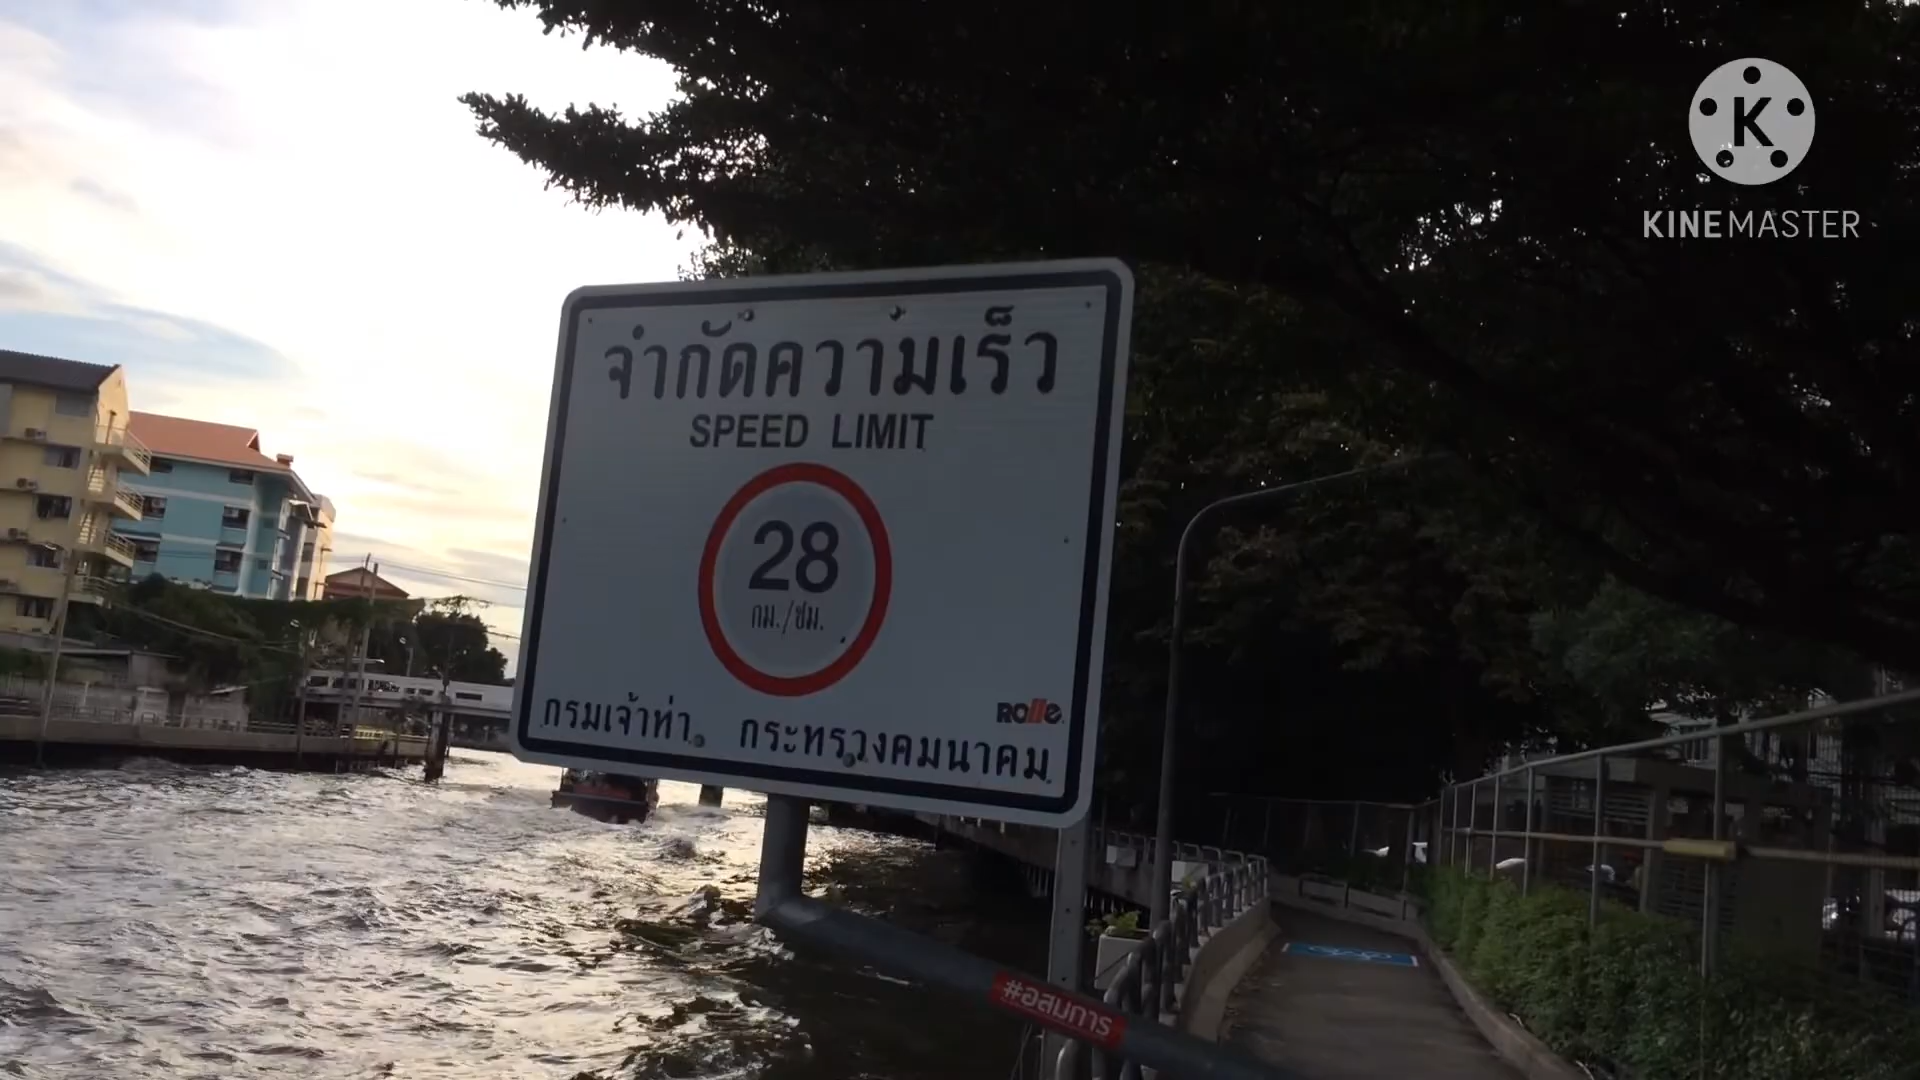 K
KINEMASTER
จำกัดความเร็ว
SPEED LIMIT
28
กม./ชม.
Rolle
กรมเจ้าท่า กระทรวงคมนาคม
#อสมการ